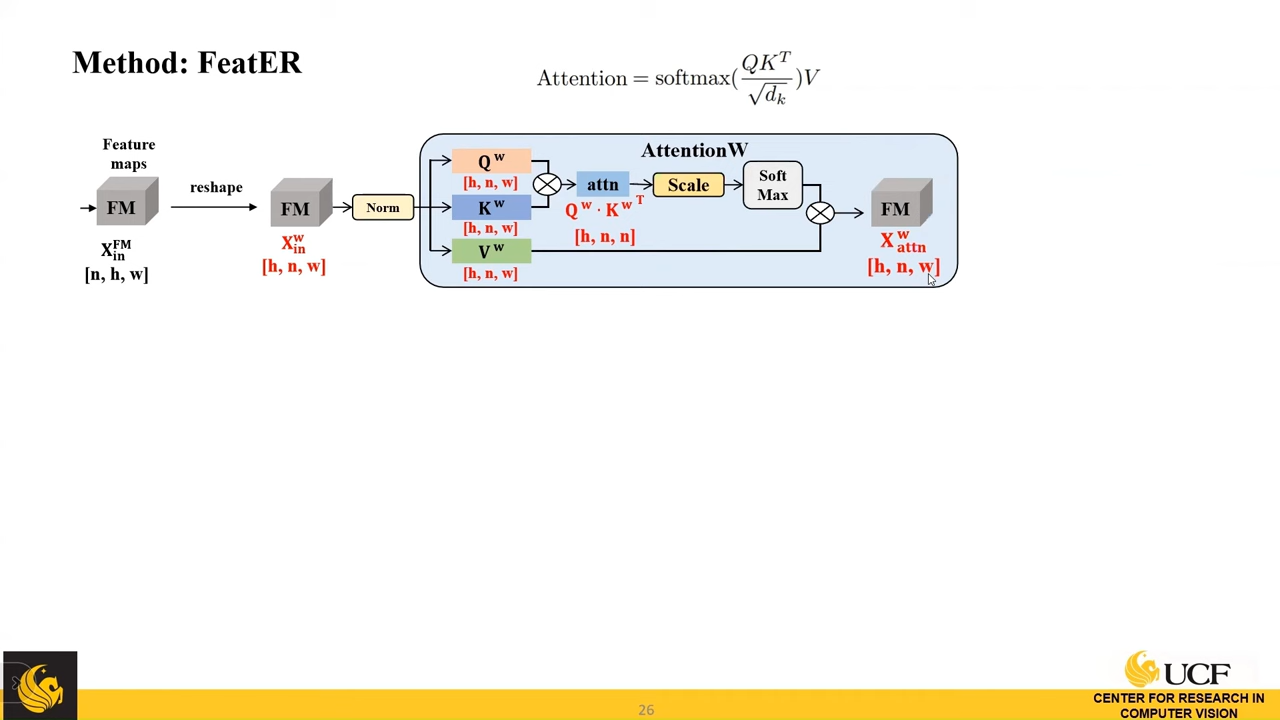 Method: FeatER
Attention = softmax(QK^T/√d_k)V
Feature
maps
FM
X_in^FM
[n, h, w]
reshape
FM
X_in^w
[h, n, w]
Norm
AttentionW
Q^w
[h, n, w]
K^w
[h, n, w]
V^w
[h, n, w]
attn
Q^w · K^w^T
[h, n, n]
Scale
Soft
Max
FM
X_attn^w
[h, n, w]
26
UCF
CENTER FOR RESEARCH IN
COMPUTER VISION